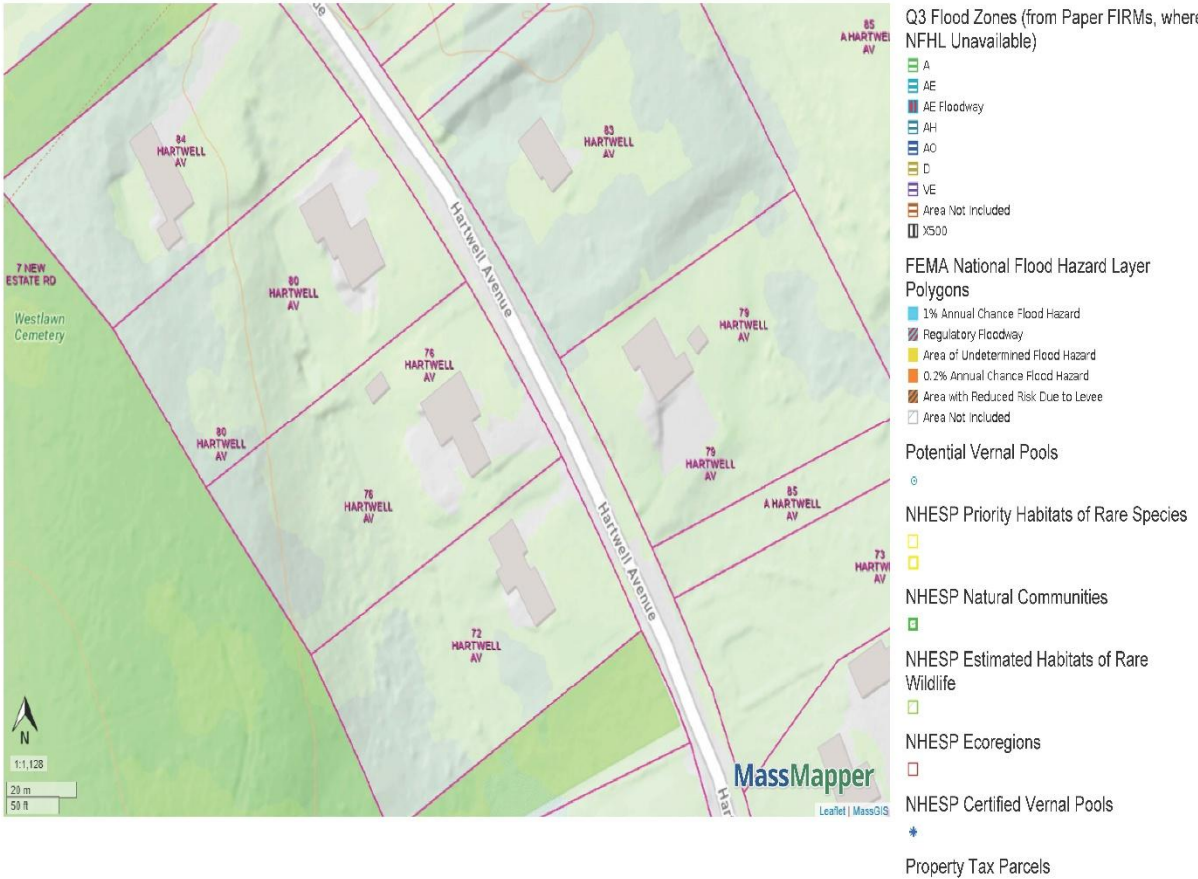 ue
85
A HARTWEL
AV
84
HARTWELL
AV
83
HARTWELL
AV
Hartwell Avenue
7 NEW
ESTATE RD
80
HARTWELL
AV
Westlawn
Cemetery
79
HARTWELL
AV
76
HARTWELL
AV
80
HARTWELL
AV
79
HARTWELL
AV
76
HARTWELL
AV
85
A HARTWELL
AV
Hartwell Avenue
73
HARTW
AV
72
HARTWELL
AV
N
1:1,128
20 m
50 ft
Har
MassMapper
Leaflet | MassGIS
Q3 Flood Zones (from Paper FIRMs, where
NFHL Unavailable)
A
AE
AE Floodway
AH
AO
D
VE
Area Not Included
X500
FEMA National Flood Hazard Layer
Polygons
1% Annual Chance Flood Hazard
Regulatory Floodway
Area of Undetermined Flood Hazard
0.2% Annual Chance Flood Hazard
Area with Reduced Risk Due to Levee
Area Not Included
Potential Vernal Pools
NHESP Priority Habitats of Rare Species
NHESP Natural Communities
NHESP Estimated Habitats of Rare
Wildlife
NHESP Ecoregions
NHESP Certified Vernal Pools
Property Tax Parcels